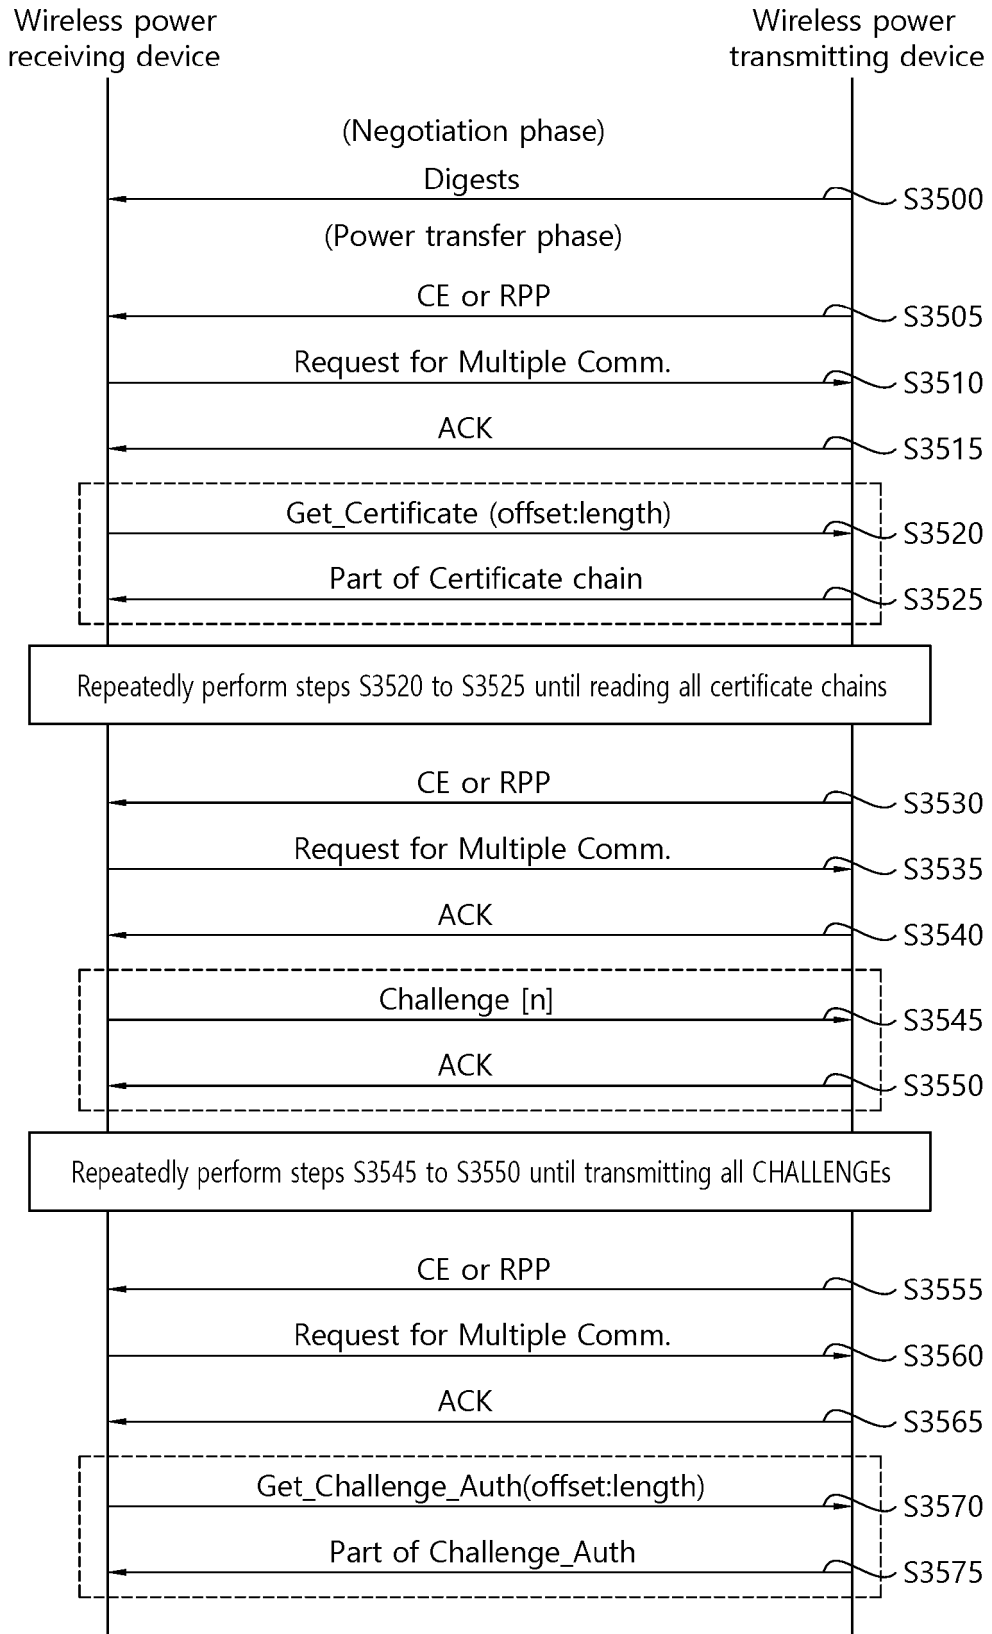 Wireless power
receiving device
Wireless power
transmitting device
(Negotiation phase)
Digests
S3500
(Power transfer phase)
CE or RPP
S3505
Request for Multiple Comm.
S3510
ACK
S3515
Get_Certificate (offset:length)
S3520
Part of Certificate chain
S3525
Repeatedly perform steps S3520 to S3525 until reading all certificate chains
CE or RPP
S3530
Request for Multiple Comm.
S3535
ACK
S3540
Challenge [n]
S3545
ACK
S3550
Repeatedly perform steps S3545 to S3550 until transmitting all CHALLENGEs
CE or RPP
S3555
Request for Multiple Comm.
S3560
ACK
S3565
Get_Challenge_Auth(offset:length)
S3570
Part of Challenge_Auth
S3575